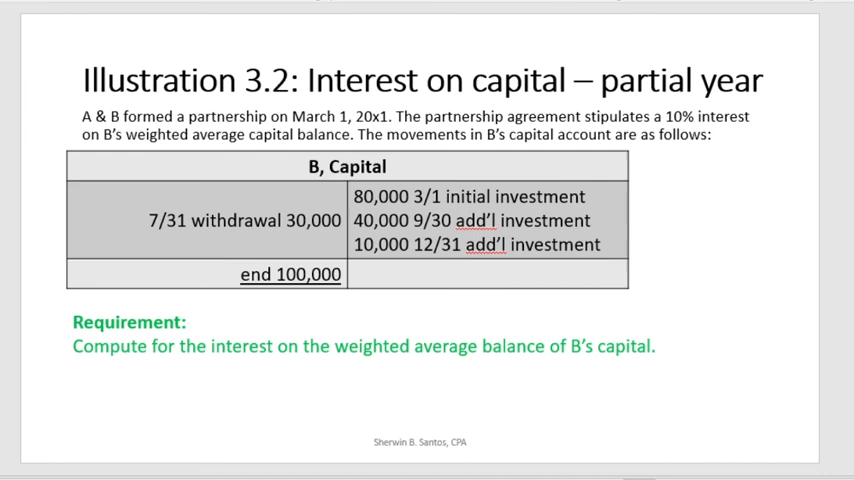 Illustration 3.2: Interest on capital – partial year
A & B formed a partnership on March 1, 20x1. The partnership agreement stipulates a 10% interest
on B’s weighted average capital balance. The movements in B’s capital account are as follows:
B, Capital
80,000 3/1 initial investment
7/31 withdrawal 30,000 40,000 9/30 add’l investment
10,000 12/31 add’l investment
end 100,000
Requirement:
Compute for the interest on the weighted average balance of B’s capital.
Sherwin B. Santos, CPA